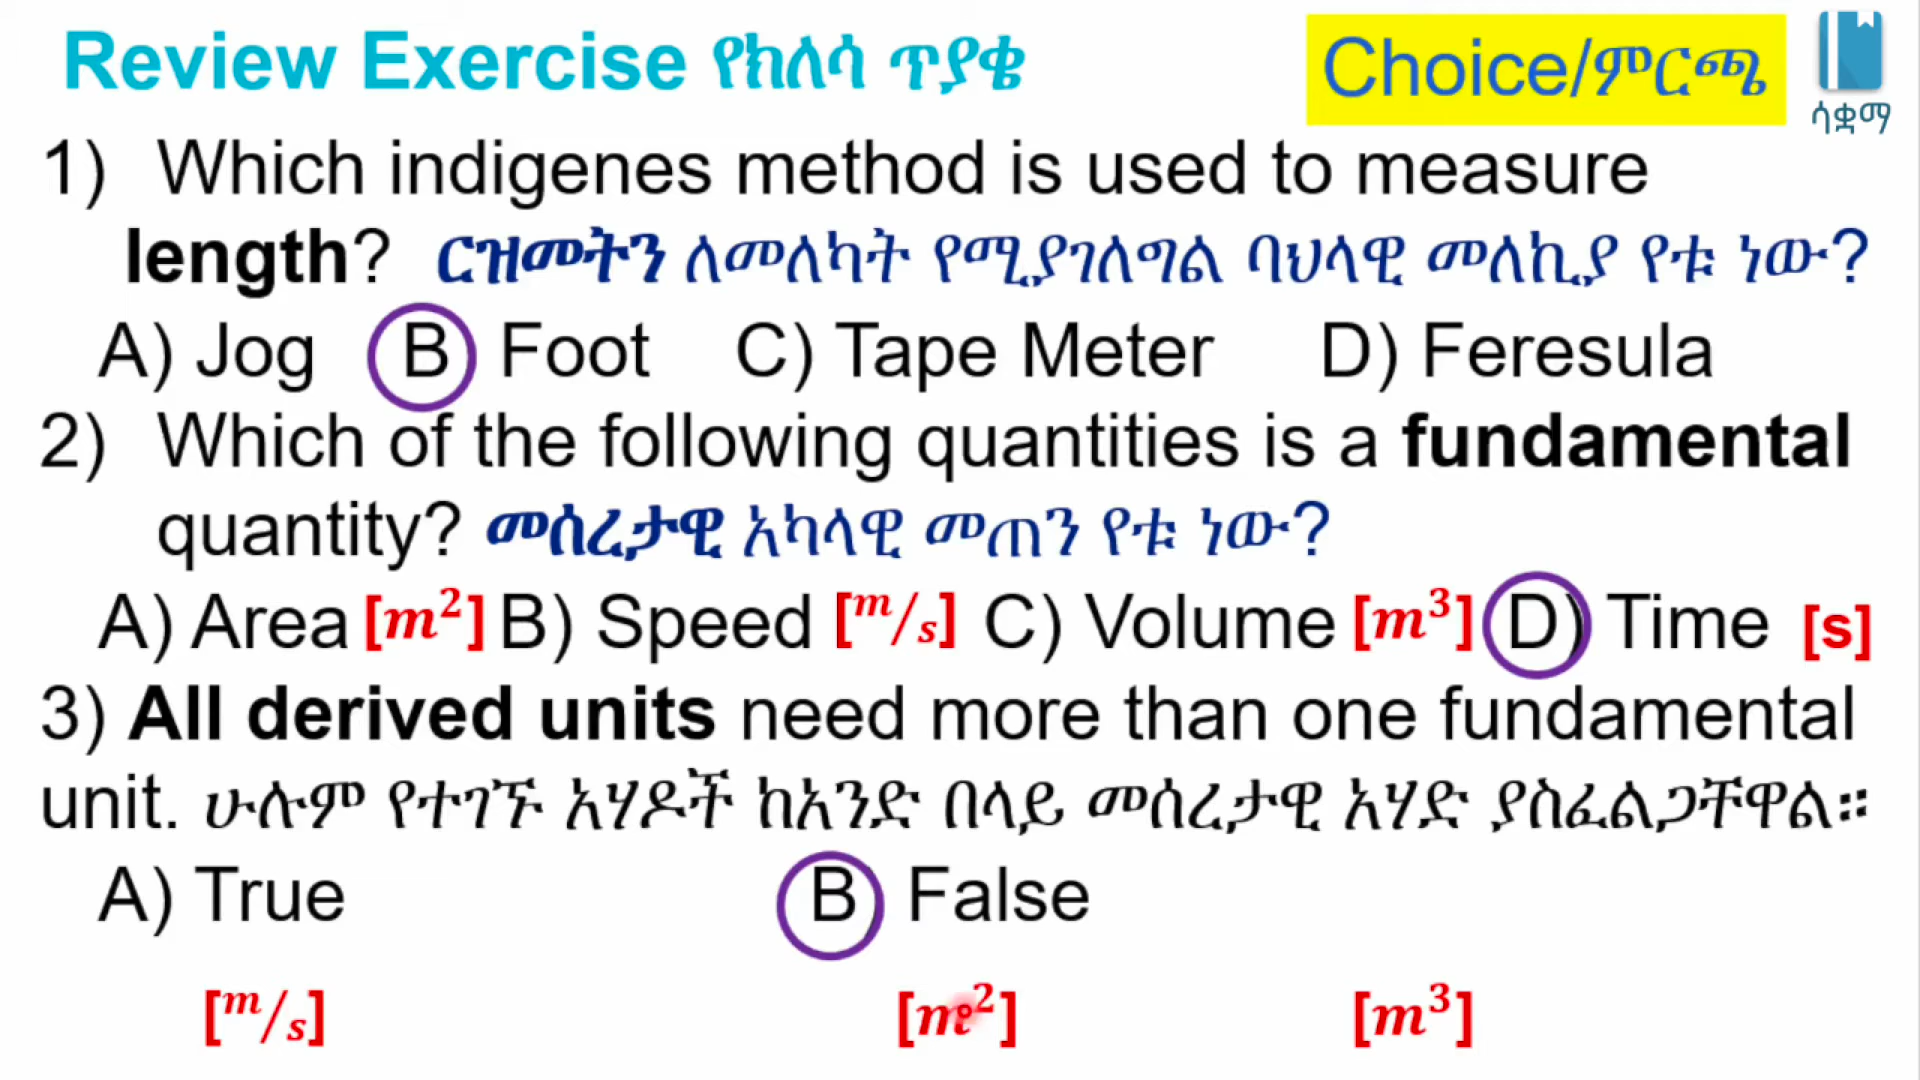 Review Exercise የክለሳ ጥያቄ
Choice/ምርጫ
ሳቋማ
1) Which indigenes method is used to measure
length? ርዝመትን ለመለካት የሚያገለግል ባህላዊ መለኪያ የቱ ነው?
A) Jog B Foot C) Tape Meter D) Feresula
2) Which of the following quantities is a fundamental
quantity? መሰረታዊ አካላዊ መጠን የቱ ነው?
A) Area [m²] B) Speed [m/s] C) Volume [m³] D) Time [s]
3) All derived units need more than one fundamental
unit. ሁሉም የተገኙ አሃዶች ከአንድ በላይ መሰረታዊ አሃድ ያስፈልጋቸዋል።
A) True B) False
[m/s] [m²] [m³]